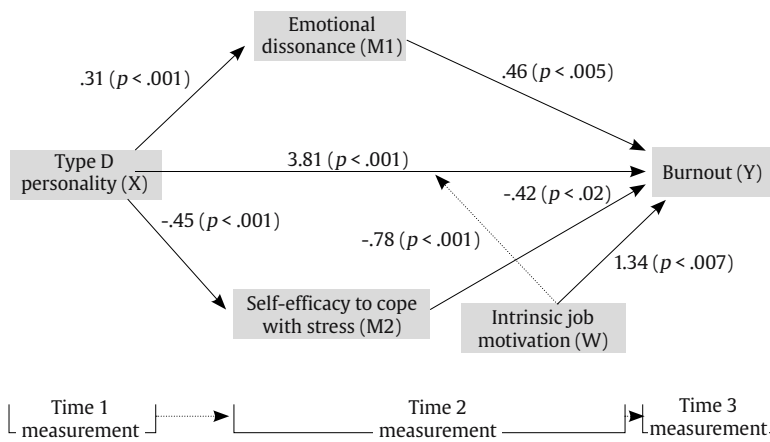 Emotional
dissonance (M1)
.31 (p < .001)
.46 (p < .005)
Type D
personality (X)
3.81 (p < .001)
Burnout (Y)
-.45 (p < .001)
-.42 (p < .02)
-.78 (p < .001)
1.34 (p < .007)
Self-efficacy to cope
with stress (M2)
Intrinsic job
motivation (W)
Time 1
measurement
Time 2
measurement
Time 3
measurement